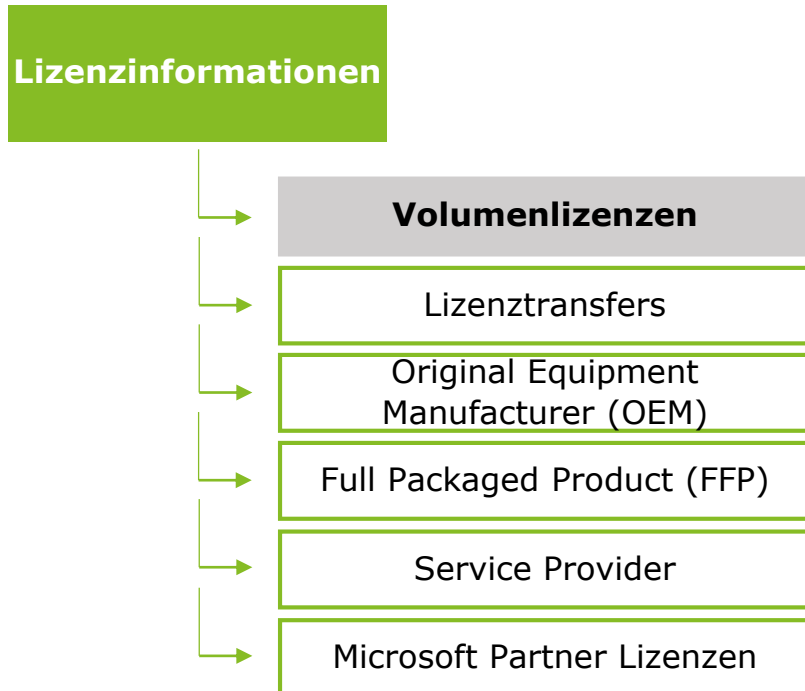 Lizenzinformationen
Volumenlizenzen
Lizenztransfers
Original Equipment
Manufacturer (OEM)
Full Packaged Product (FFP)
Service Provider
Microsoft Partner Lizenzen